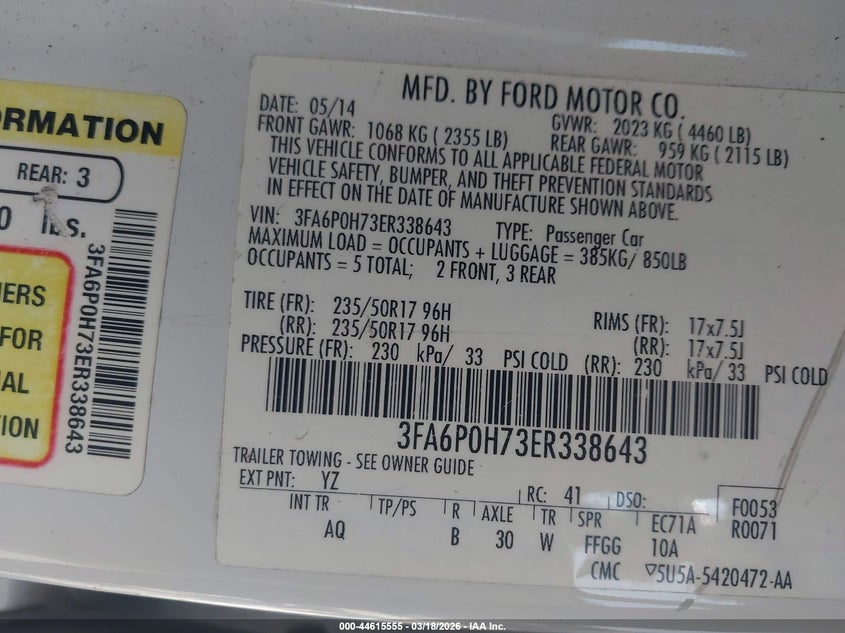 ORMATION
REAR: 3
0 lbs.
3FA6P0H73ER338643
NERS
FOR
AL
ION
MFD. BY FORD MOTOR CO.
DATE: 05/14 GVWR: 2023 KG ( 4460 LB)
FRONT GAWR: 1068 KG ( 2355 LB) REAR GAWR: 959 KG ( 2115 LB)
THIS VEHICLE CONFORMS TO ALL APPLICABLE FEDERAL MOTOR
VEHICLE SAFETY, BUMPER, AND THEFT PREVENTION STANDARDS
IN EFFECT ON THE DATE OF MANUFACTURE SHOWN ABOVE.
VIN: 3FA6P0H73ER338643 TYPE: Passenger Car
MAXIMUM LOAD = OCCUPANTS + LUGGAGE = 385KG/ 850LB
OCCUPANTS = 5 TOTAL; 2 FRONT, 3 REAR
TIRE (FR): 235/50R17 96H RIMS (FR): 17x7.5J
(RR): 235/50R17 96H (RR): 17x7.5J
PRESSURE (FR): 230 kPa/ 33 PSI COLD (RR): 230 kPa/ 33 PSI COLD
3FA6P0H73ER338643
TRAILER TOWING - SEE OWNER GUIDE
EXT PNT: YZ RC: 41 DSO: F0053
INT TR TP/PS R AXLE TR SPR EC71A R0071
AQ B 30 W FFGG 10A
CMC ▽5U5A-5420472-AA
000-44615555 - 03/18/2026 - IAA Inc.